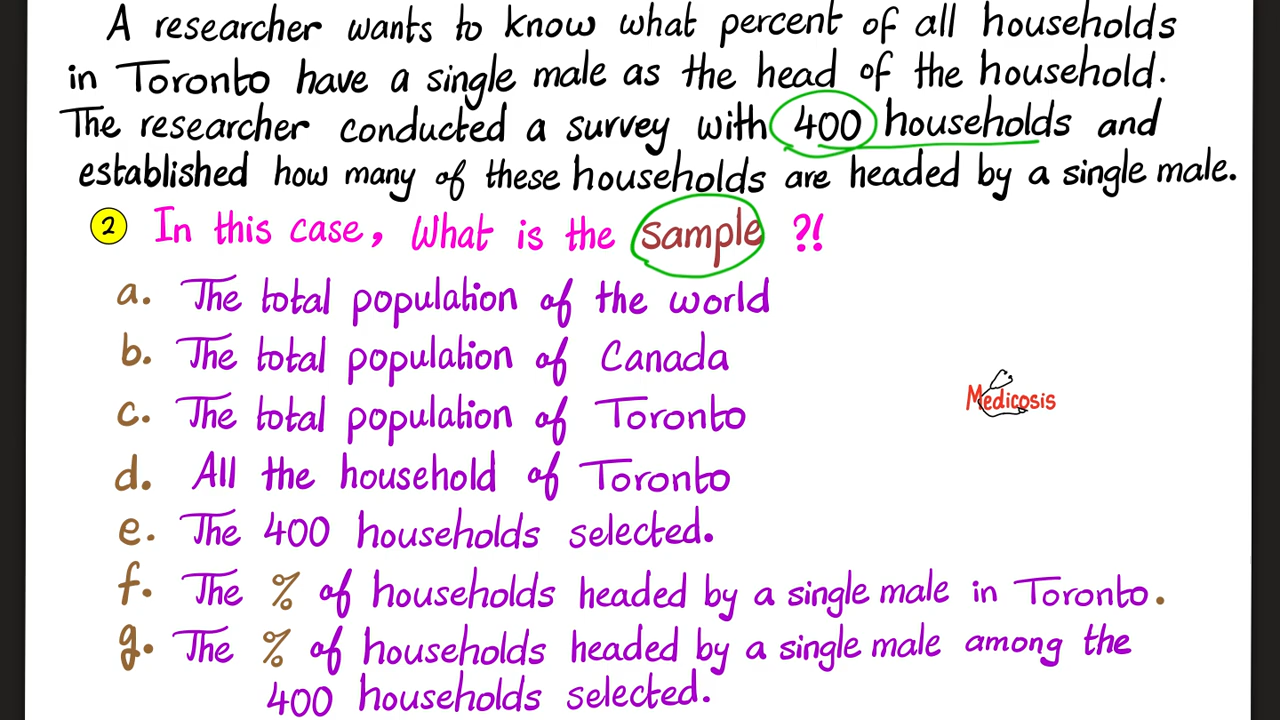 A researcher wants to know what percent of all households
in Toronto have a single male as the head of the household.
The researcher conducted a survey with 400 households and
established how many of these households are headed by a single male.
2 In this case, What is the sample ?!
a. The total population of the world
b. The total population of Canada
c. The total population of Toronto
Medicosis
d. All the household of Toronto
e. The 400 households selected.
f. The % of households headed by a single male in Toronto.
g. The % of households headed by a single male among the
400 households selected.